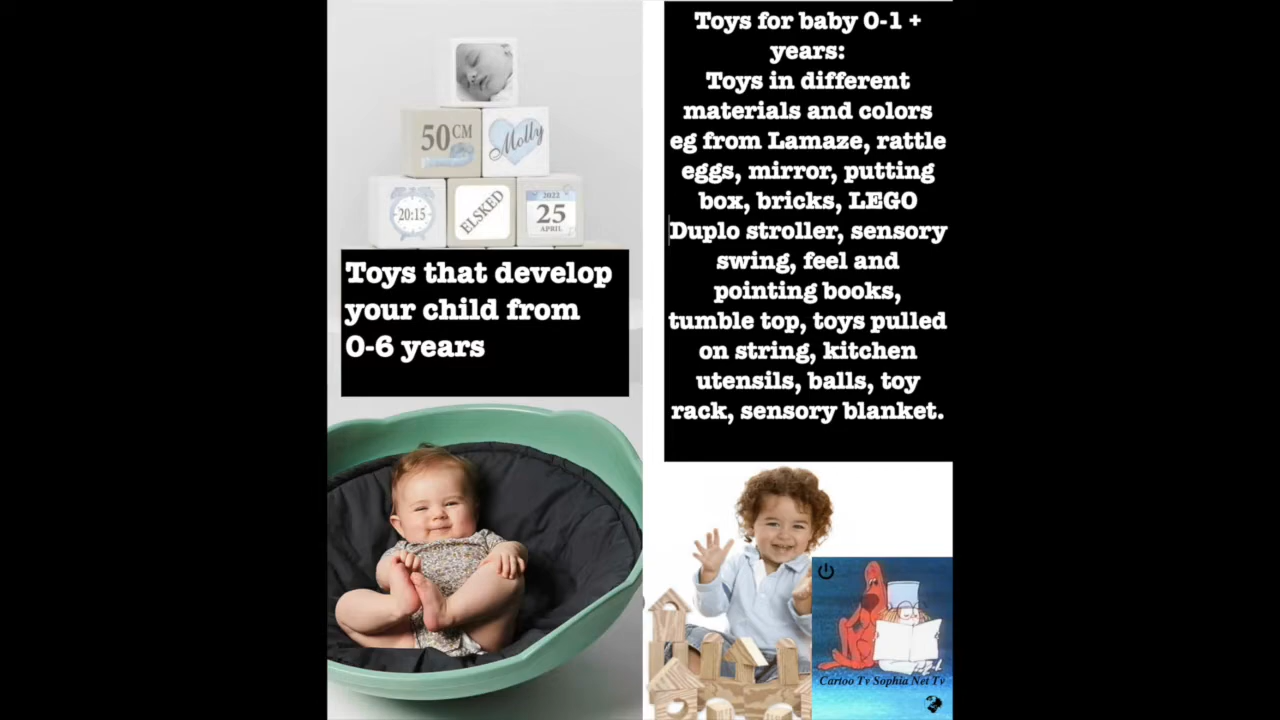 50 CM
Molly
20:15
ELSKED
2022
25
APRIL
Toys that develop
your child from
0-6 years
Toys for baby 0-1 +
years:
Toys in different
materials and colors
eg from Lamaze, rattle
eggs, mirror, putting
box, bricks, LEGO
Duplo stroller, sensory
swing, feel and
pointing books,
tumble top, toys pulled
on string, kitchen
utensils, balls, toy
rack, sensory blanket.
Cartoo Tv Sophia Net Tv